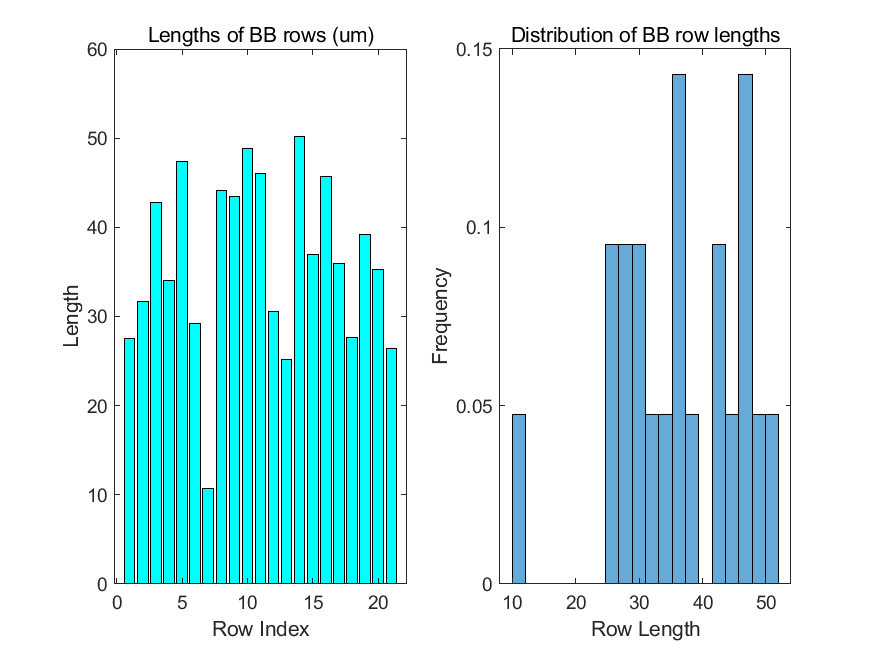 Lengths of BB rows (um)
60
50
40
30
20
10
0
Length
0 5 10 15 20
Row Index
Distribution of BB row lengths
0.15
0.1
0.05
0
Frequency
10 20 30 40 50
Row Length